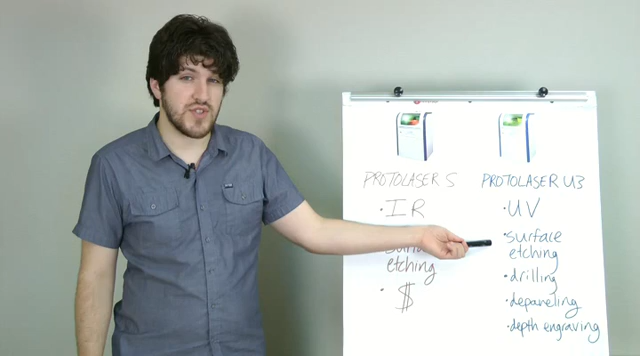 PROTOLASER S
• IR
etching
• $
PROTOLASER U3
• UV
• surface
etching
• drilling
• depaneling
• depth engraving